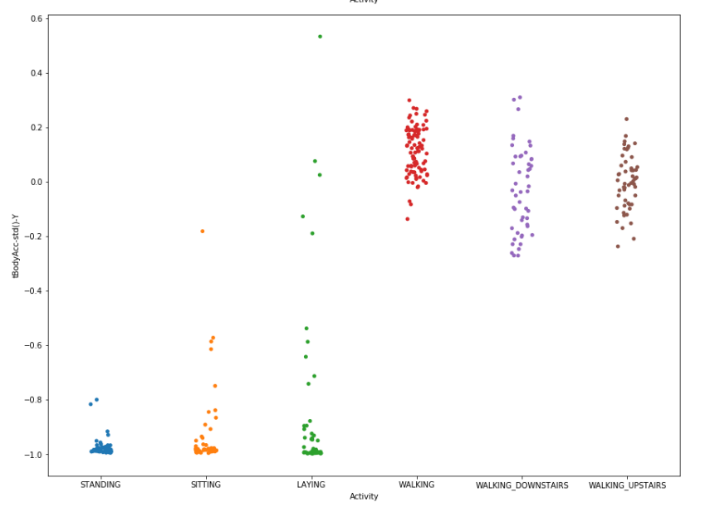 Activity
0.6
0.4
0.2
0.0
−0.2
−0.4
−0.6
−0.8
−1.0
tBodyAcc-std()-Y
STANDING SITTING LAYING WALKING WALKING_DOWNSTAIRS WALKING_UPSTAIRS
Activity